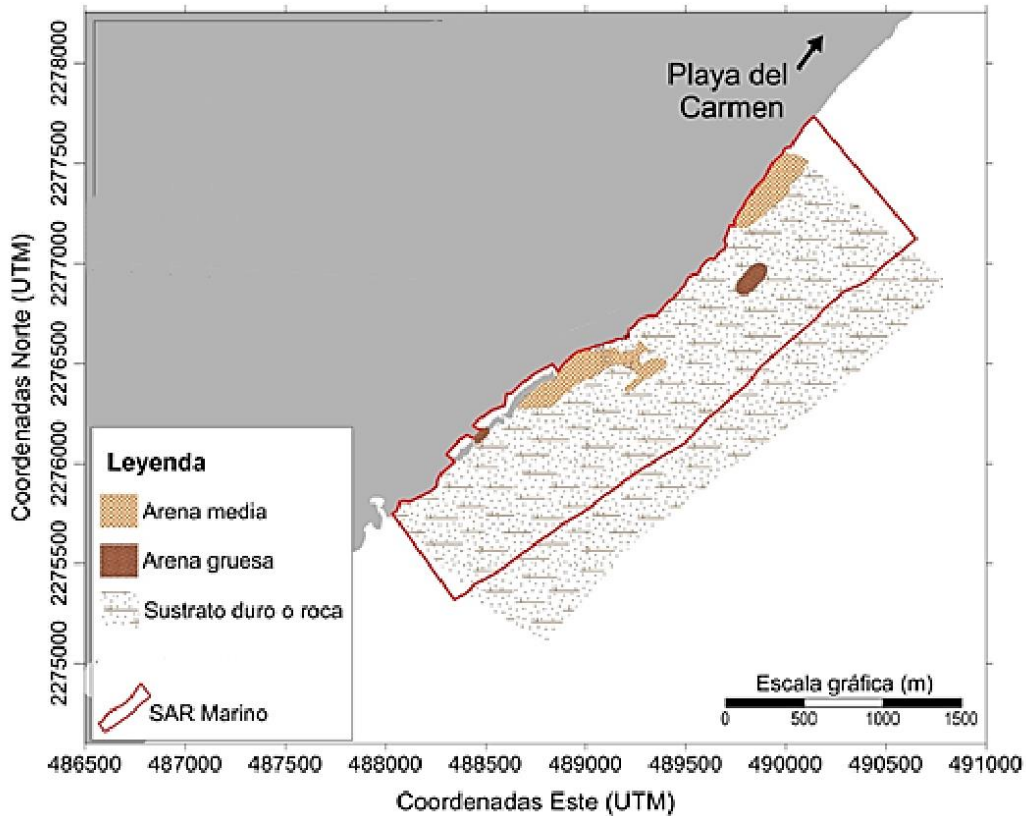 Playa del
Carmen
Coordenadas Norte (UTM)
2278000
2277500
2277000
2276500
2276000
2275500
2275000
Leyenda
Arena media
Arena gruesa
Sustrato duro o roca
SAR Marino
Escala gráfica (m)
0 500 1000 1500
486500 487000 487500 488000 488500 489000 489500 490000 490500 491000
Coordenadas Este (UTM)